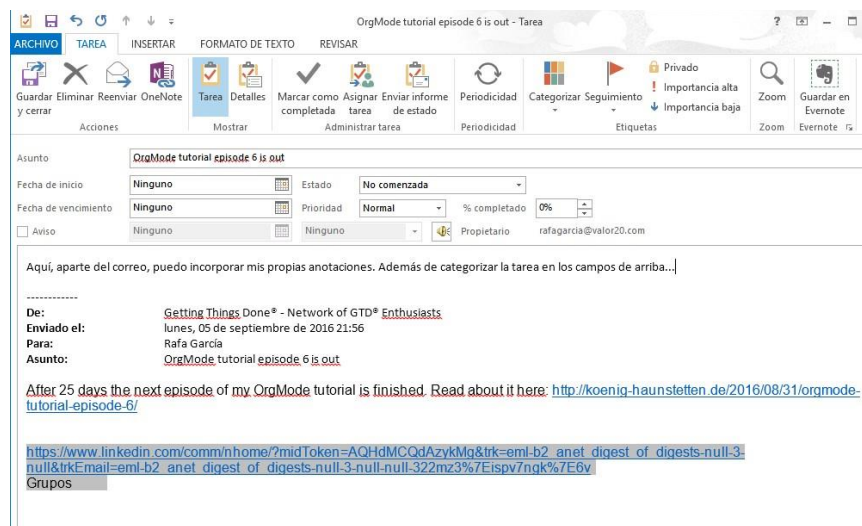 OrgMode tutorial episode 6 is out - Tarea
?
ARCHIVO TAREA INSERTAR FORMATO DE TEXTO REVISAR
Guardar y cerrar
Eliminar
Reenviar
OneNote
Acciones
Tarea
Detalles
Mostrar
Marcar como completada
Asignar tarea
Enviar informe de estado
Administrar tarea
Periodicidad
Periodicidad
Categorizar
Seguimiento
Privado
Importancia alta
Importancia baja
Etiquetas
Zoom
Zoom
Guardar en Evernote
Evernote
Asunto OrgMode tutorial episode 6 is out
Fecha de inicio Ninguno Estado No comenzada
Fecha de vencimiento Ninguno Prioridad Normal % completado 0%
Aviso Ninguno Ninguno Propietario rafagarcia@valor20.com
Aquí, aparte del correo, puedo incorporar mis propias anotaciones. Además de categorizar la tarea en los campos de arriba...
------------
De: Getting Things Done® - Network of GTD® Enthusiasts
Enviado el: lunes, 05 de septiembre de 2016 21:56
Para: Rafa García
Asunto: OrgMode tutorial episode 6 is out
After 25 days the next episode of my OrgMode tutorial is finished. Read about it here: http://koenig-haunstetten.de/2016/08/31/orgmode-
tutorial-episode-6/
https://www.linkedin.com/comm/nhome/?midToken=AQHdMCQdAzykMg&trk=eml-b2_anet_digest_of_digests-null-3-
null&trkEmail=eml-b2_anet_digest_of_digests-null-3-null-null-322mz3%7Eispv7ngk%7E6v
Grupos